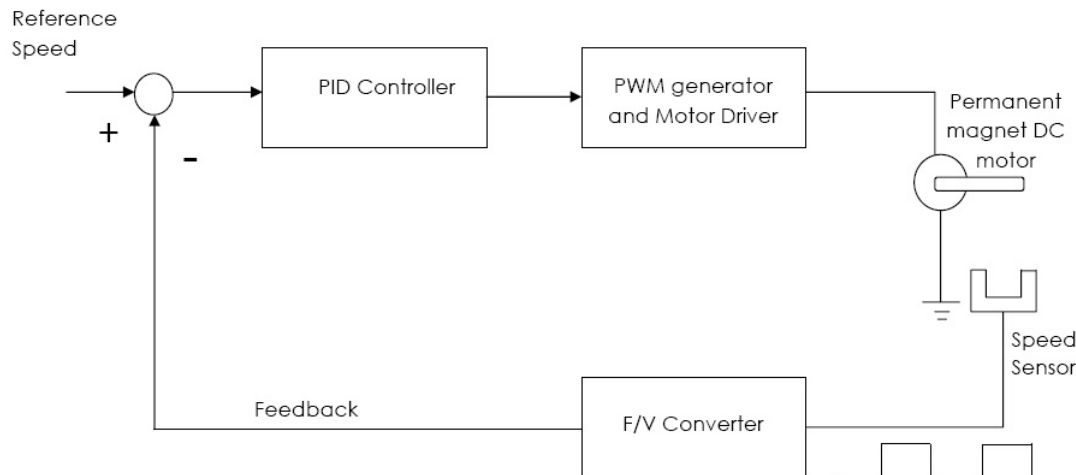 Reference
Speed
+
-
PID Controller
PWM generator
and Motor Driver
Permanent
magnet DC
motor
Speed
Sensor
Feedback
F/V Converter